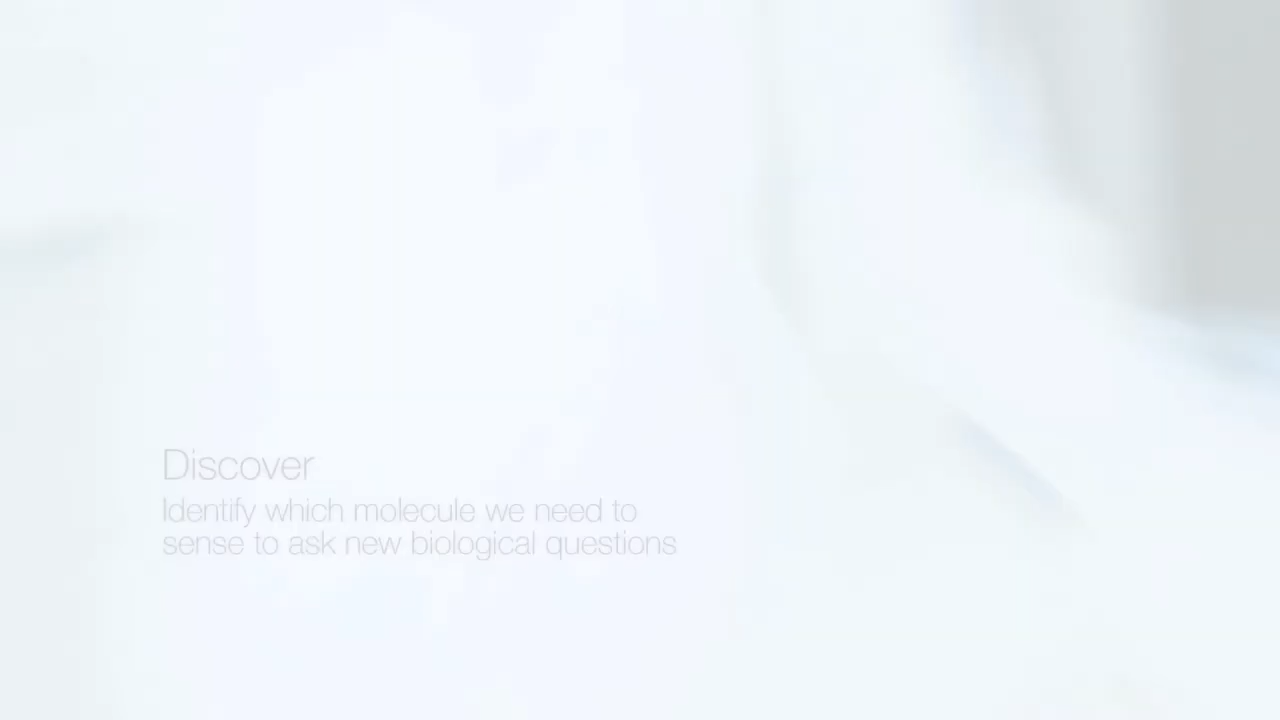 Discover
Identify which molecule we need to
sense to ask new biological questions